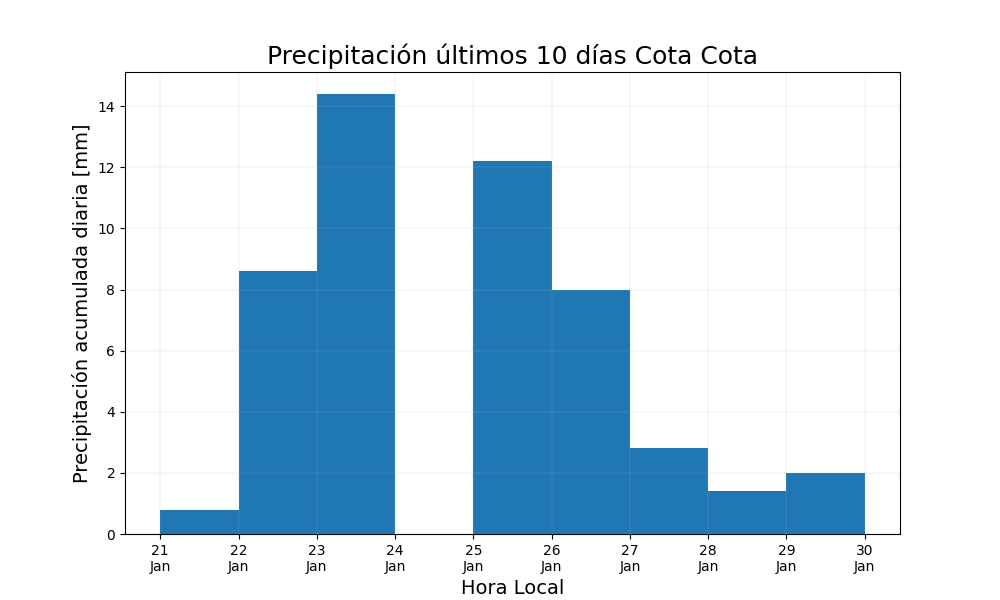 Precipitación últimos 10 días Cota Cota
Precipitación acumulada diaria [mm]
14
12
10
8
6
4
2
0
21 22 23 24 25 26 27 28 29 30
Jan Jan Jan Jan Jan Jan Jan Jan Jan Jan
Hora Local